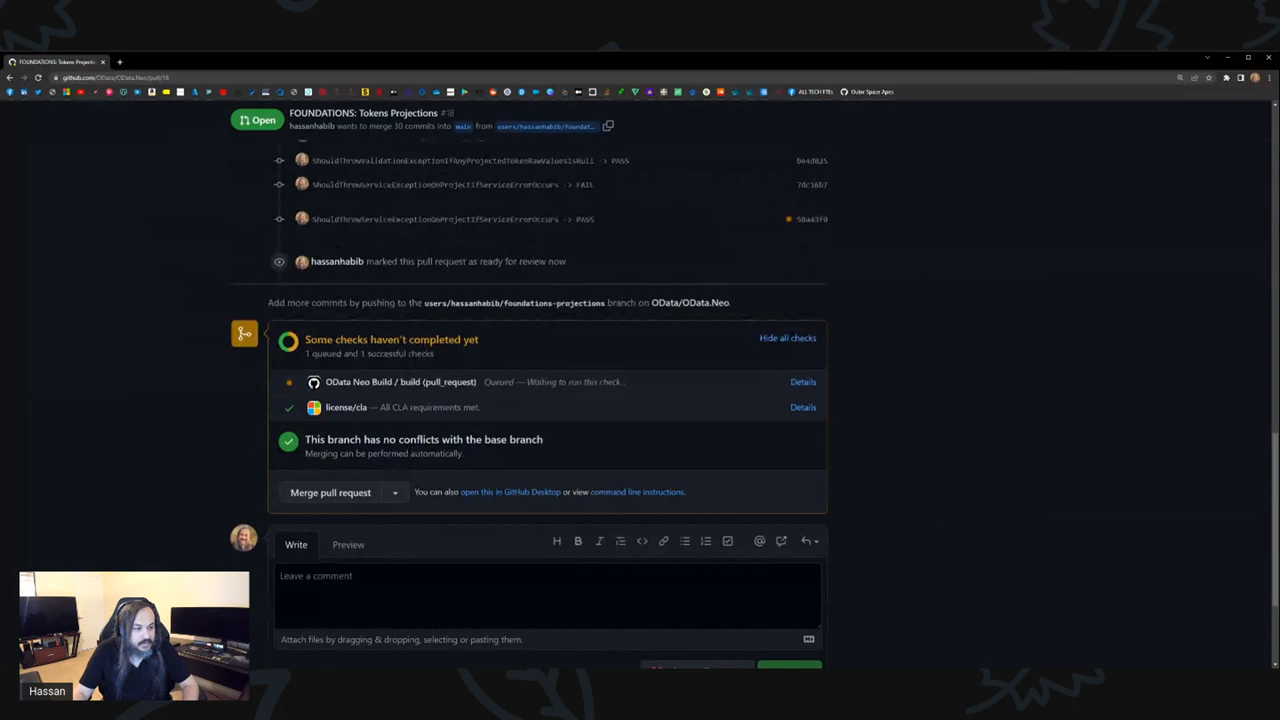 FOUNDATIONS: Tokens Projectio
github.com/OData/OData.Neo/pull/18
ALL TECH FTEs
Outer Space Apps
Open
FOUNDATIONS: Tokens Projections #18
hassanhabib wants to merge 30 commits into main from users/hassanhabib/foundat…
ShouldThrowValidationExceptionIfAnyProjectedTokenRawValuesIsNull -> PASS
be4d825
ShouldThrowServiceExceptionOnProjectIfServiceErrorOccurs -> FAIL
7dc16b7
ShouldThrowServiceExceptionOnProjectIfServiceErrorOccurs -> PASS
50a43f0
hassanhabib marked this pull request as ready for review now
Add more commits by pushing to the users/hassanhabib/foundations-projections branch on OData/OData.Neo.
Some checks haven't completed yet
Hide all checks
1 queued and 1 successful checks
OData Neo Build / build (pull_request) Queued — Waiting to run this check...
Details
license/cla — All CLA requirements met.
Details
This branch has no conflicts with the base branch
Merging can be performed automatically.
Merge pull request
You can also open this in GitHub Desktop or view command line instructions.
Write
Preview
Leave a comment
Attach files by dragging & dropping, selecting or pasting them.
Hassan